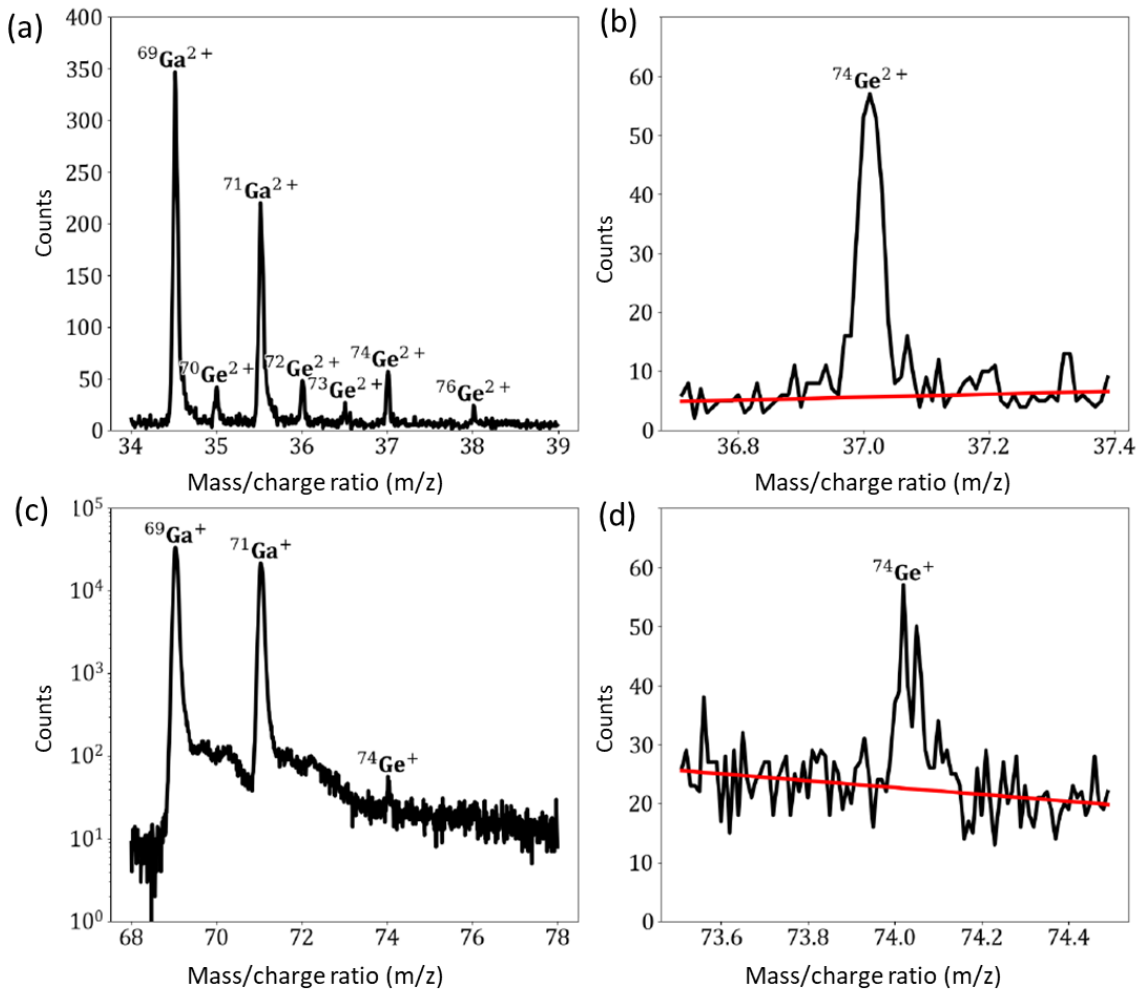 (a)
400
350
300
250
200
150
100
50
0
Counts
⁶⁹Ga²⁺
⁷⁰Ge²⁺
⁷¹Ga²⁺
⁷²Ge²⁺
⁷³Ge²⁺
⁷⁴Ge²⁺
⁷⁶Ge²⁺
34 35 36 37 38 39
Mass/charge ratio (m/z)
(b)
60
50
40
30
20
10
0
Counts
⁷⁴Ge²⁺
36.8 37.0 37.2 37.4
Mass/charge ratio (m/z)
(c)
10⁵
10⁴
10³
10²
10¹
10⁰
Counts
⁶⁹Ga⁺
⁷¹Ga⁺
⁷⁴Ge⁺
68 70 72 74 76 78
Mass/charge ratio (m/z)
(d)
60
50
40
30
20
10
0
Counts
⁷⁴Ge⁺
73.6 73.8 74.0 74.2 74.4
Mass/charge ratio (m/z)